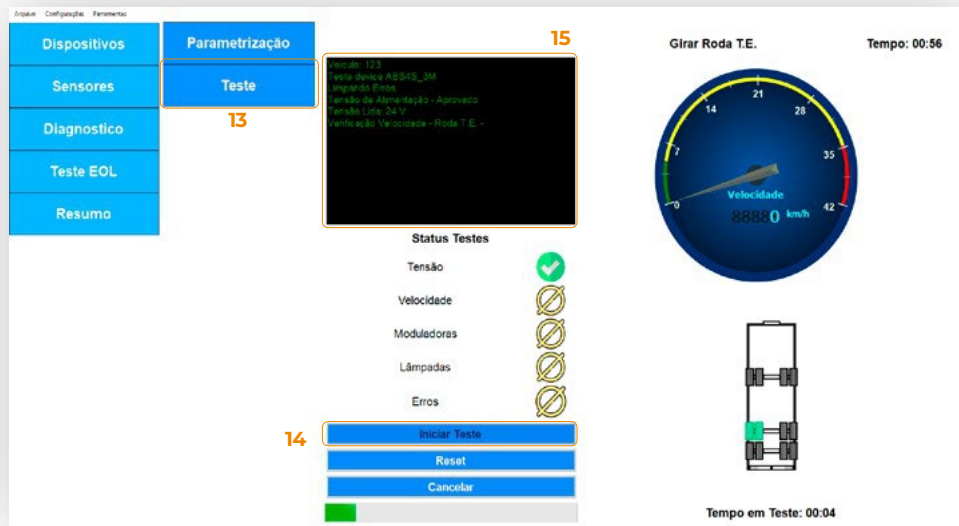 Arquivo Configurações Ferramentas
Dispositivos
Sensores
Diagnostico
Teste EOL
Resumo
Parametrização
Teste
13
15
Veiculo: 123
Teste device ABS4S_3M
Limpando Erros
Tensão de Alimentação - Aprovado
Tensão Lida: 24 V
Verificação Velocidade - Roda T.E. -
Status Testes
Tensão
Velocidade
Moduladoras
Lâmpadas
Erros
14
Iniciar Teste
Reset
Cancelar
Girar Roda T.E.
Tempo: 00:56
0
7
14
21
28
35
42
Velocidade
88880 km/h
Tempo em Teste: 00:04